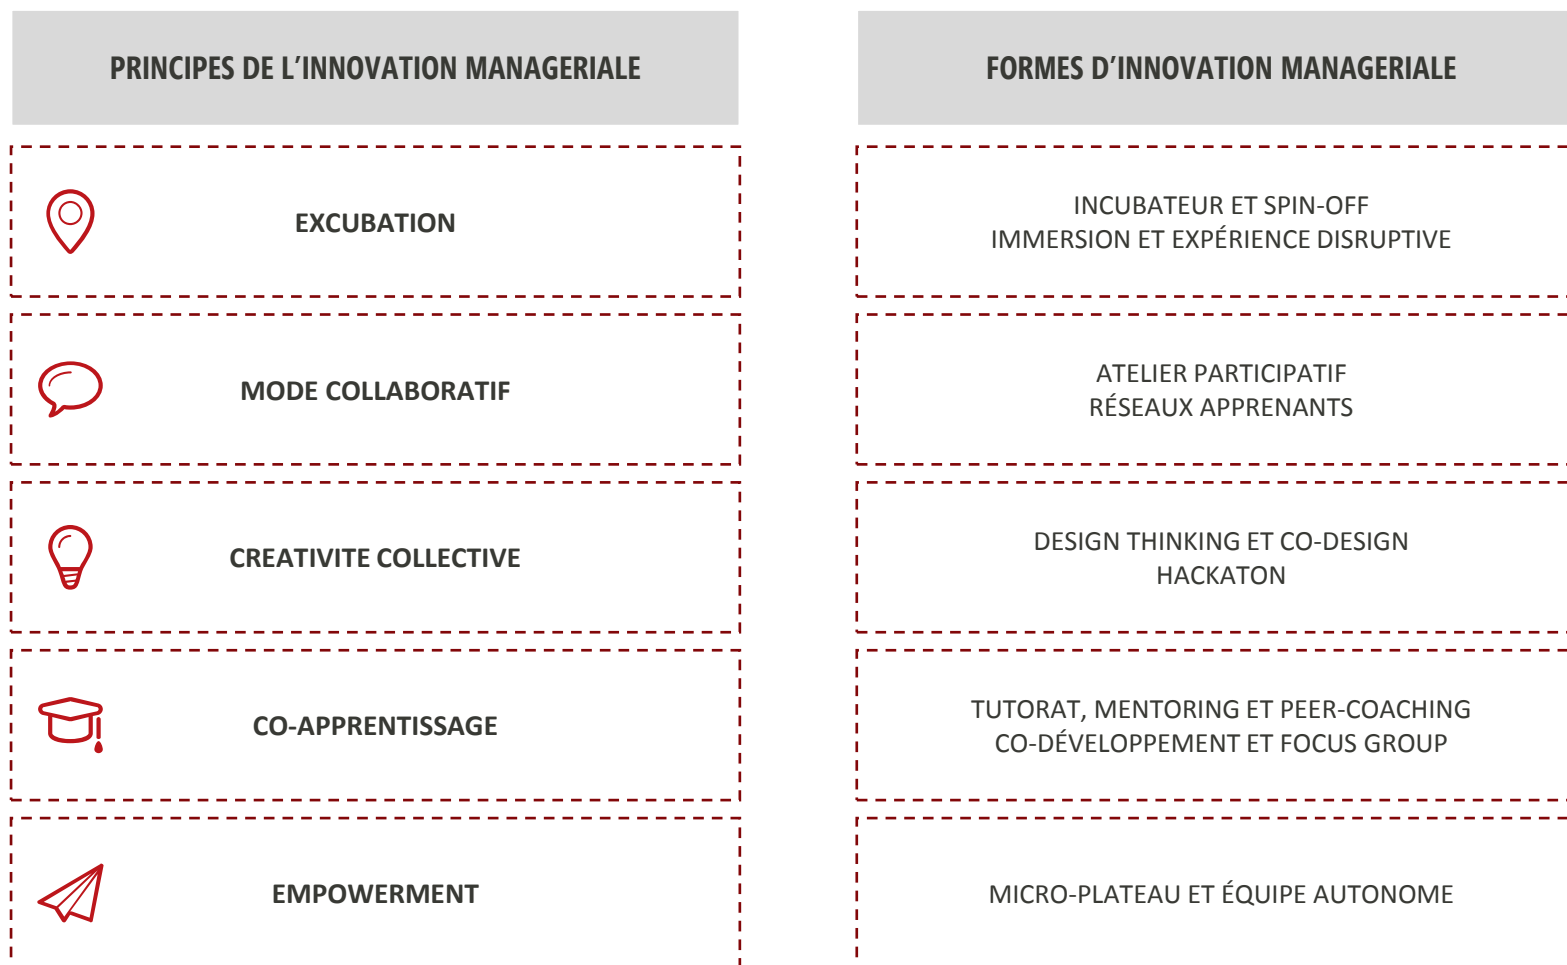 PRINCIPES DE L’INNOVATION MANAGERIALE
FORMES D’INNOVATION MANAGERIALE
EXCUBATION
INCUBATEUR ET SPIN-OFF
IMMERSION ET EXPÉRIENCE DISRUPTIVE
MODE COLLABORATIF
ATELIER PARTICIPATIF
RÉSEAUX APPRENANTS
CREATIVITE COLLECTIVE
DESIGN THINKING ET CO-DESIGN
HACKATON
CO-APPRENTISSAGE
TUTORAT, MENTORING ET PEER-COACHING
CO-DÉVELOPPEMENT ET FOCUS GROUP
EMPOWERMENT
MICRO-PLATEAU ET ÉQUIPE AUTONOME